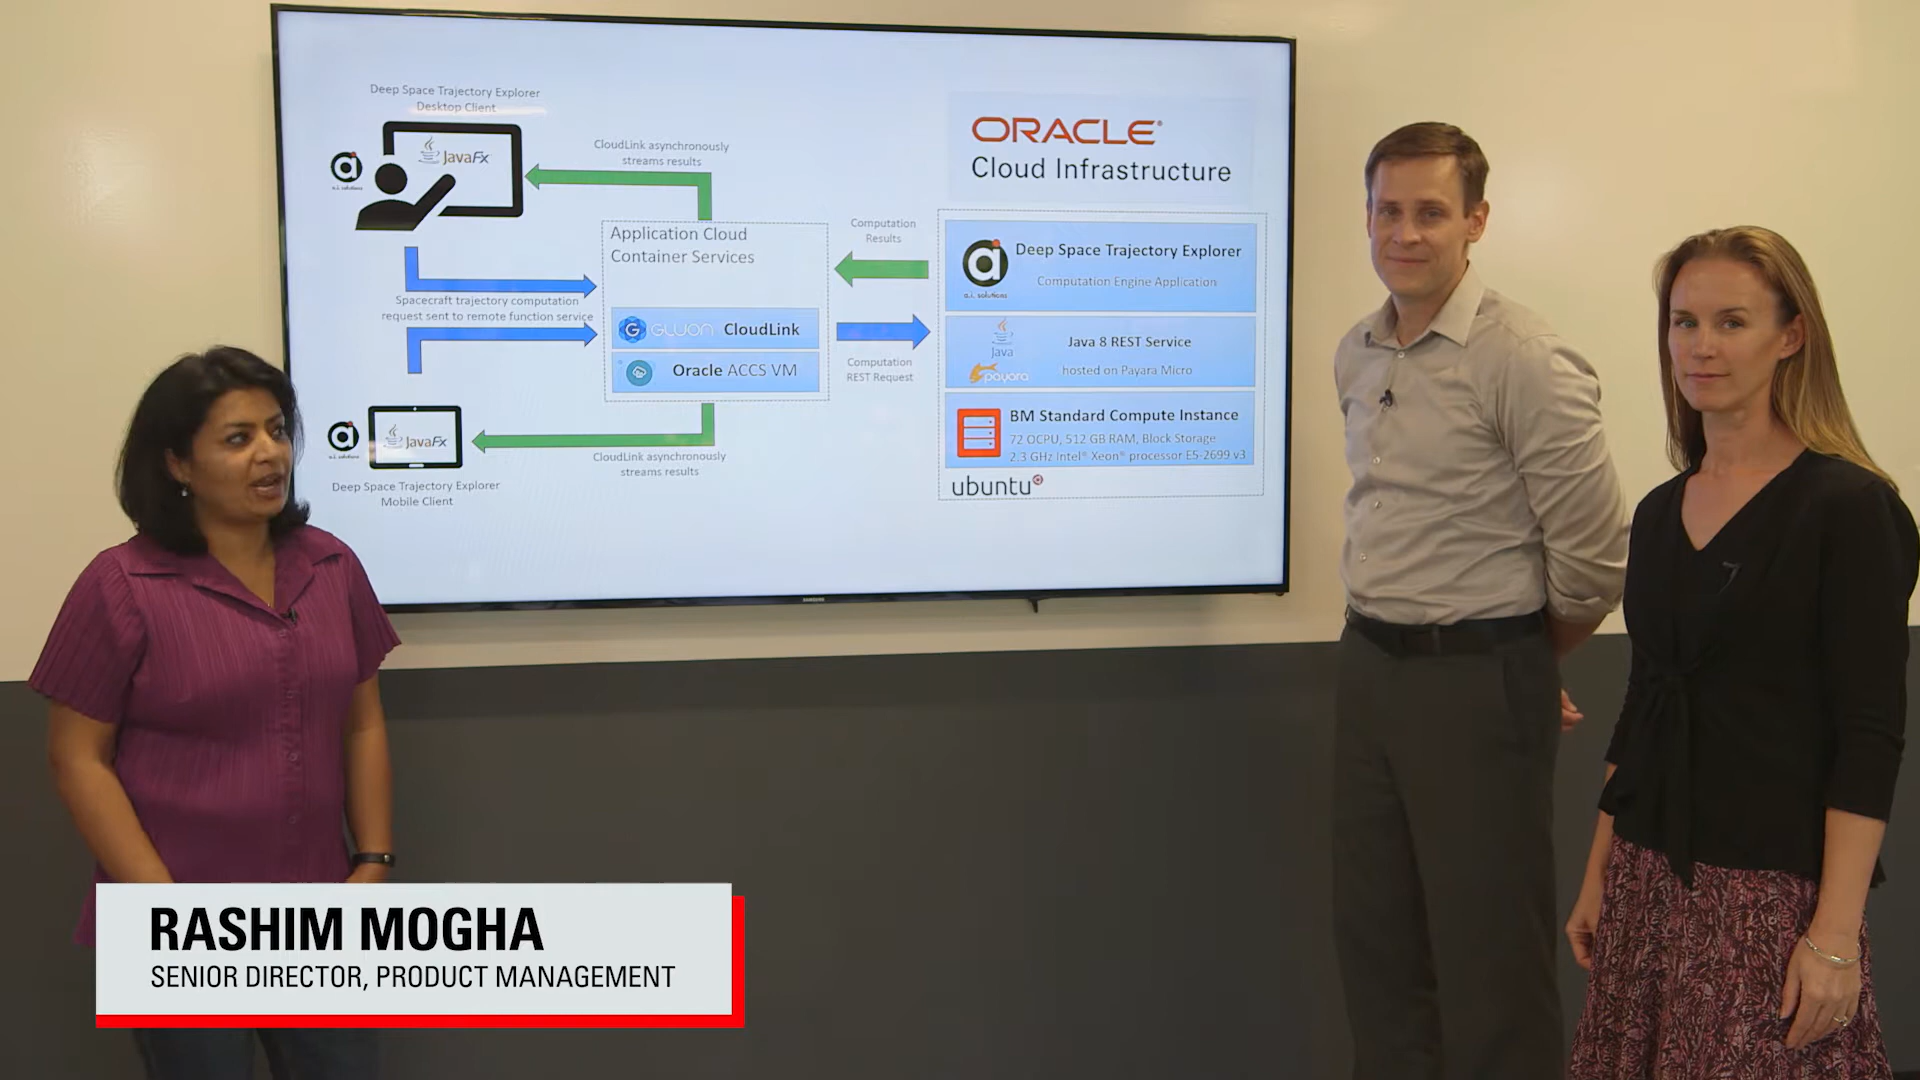 Deep Space Trajectory Explorer
Desktop Client
a.i. solutions
JavaFx
CloudLink asynchronously
streams results
ORACLE®
Cloud Infrastructure
Application Cloud
Container Services
Computation
Results
Deep Space Trajectory Explorer
Computation Engine Application
a.i. solutions
Spacecraft trajectory computation
request sent to remote function service
GLUON CloudLink
Oracle ACCS VM
Computation
REST Request
Java
Java 8 REST Service
payara
hosted on Payara Micro
BM Standard Compute Instance
72 OCPU, 512 GB RAM, Block Storage
2.3 GHz Intel® Xeon® processor E5-2699 v3
ubuntu
a.i. solutions
JavaFx
CloudLink asynchronously
streams results
Deep Space Trajectory Explorer
Mobile Client
SAMSUNG
RASHIM MOGHA
SENIOR DIRECTOR, PRODUCT MANAGEMENT